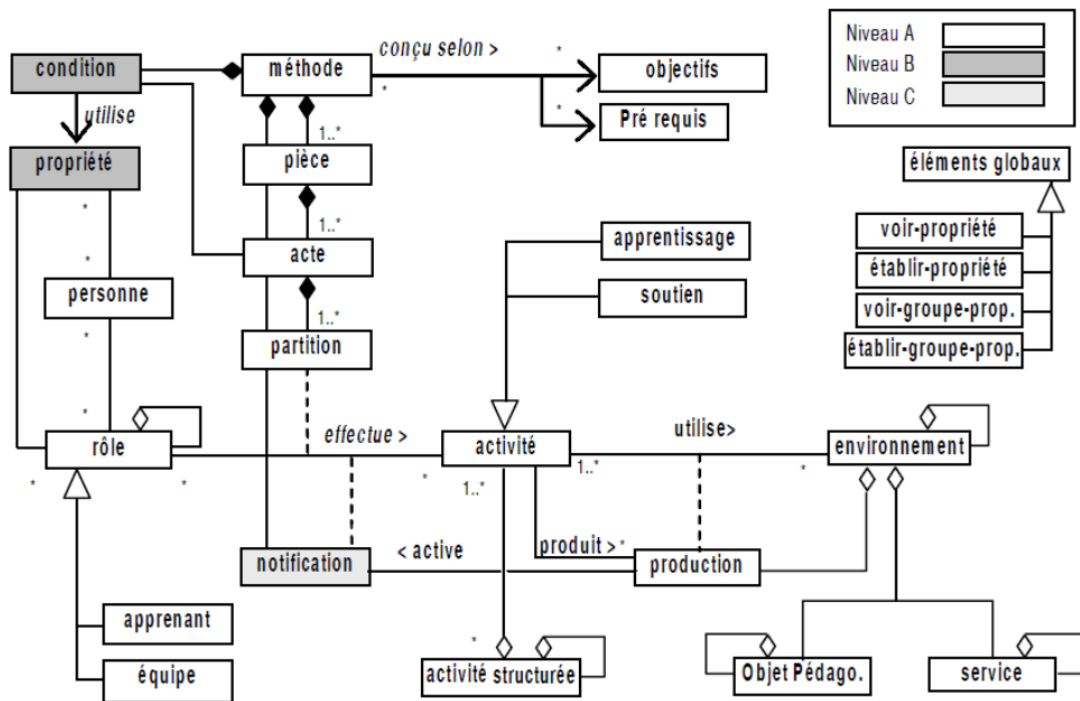 conçu selon >
*
*
*
condition
méthode
objectifs
utilise
Pré requis
1..*
propriété
pièce
*
1..*
acte
*
personne
1..*
*
partition
*
rôle
*
*
effectue >
*
activité
1..*
1..*
utilise>
*
environnement
apprentissage
soutien
notification
< active
produit >*
production
apprenant
équipe
*
activité structurée
Objet Pédago.
service
Niveau A
Niveau B
Niveau C
éléments globaux
voir-propriété
établir-propriété
voir-groupe-prop.
établir-groupe-prop.